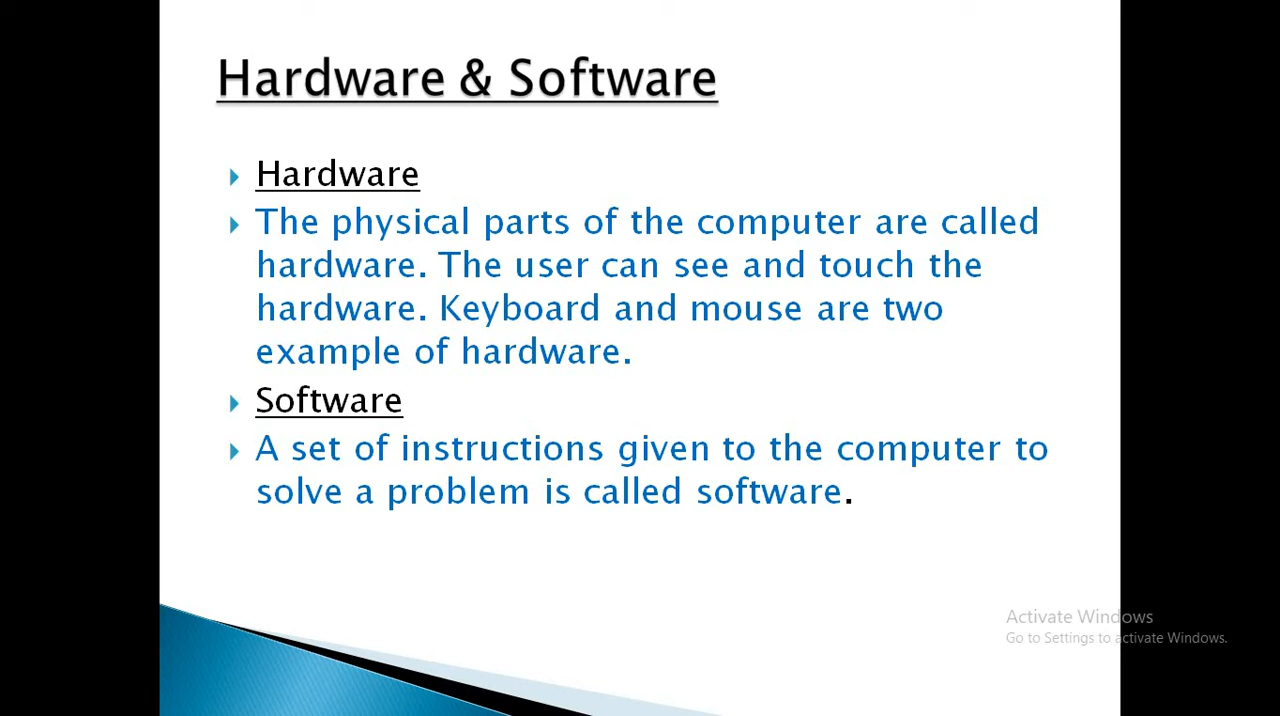 Hardware & Software
Hardware
The physical parts of the computer are called
hardware. The user can see and touch the
hardware. Keyboard and mouse are two
example of hardware.
Software
A set of instructions given to the computer to
solve a problem is called software.
Activate Windows
Go to Settings to activate Windows.